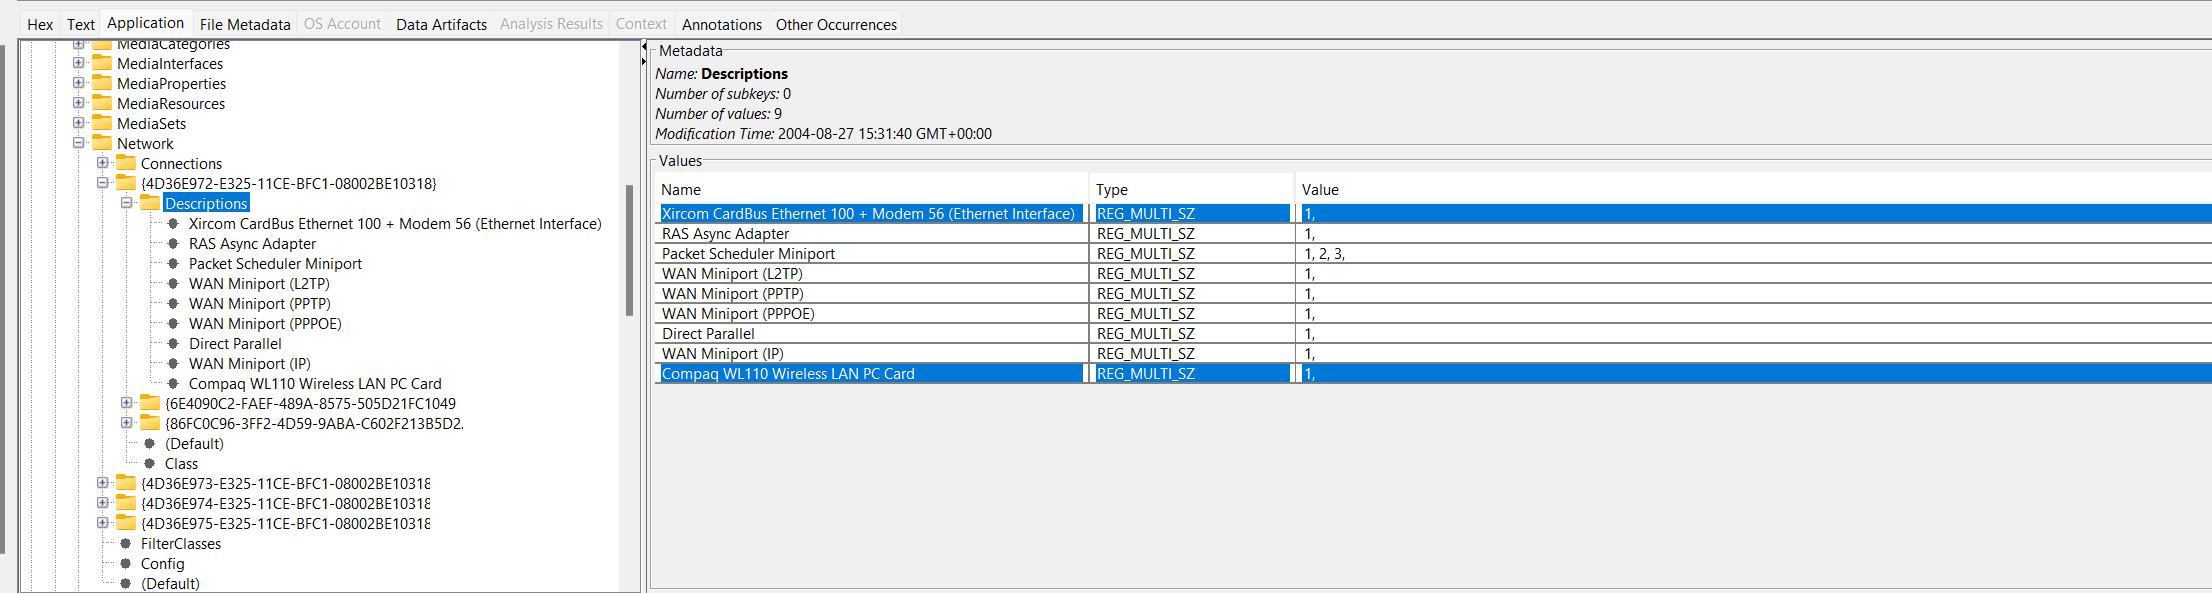 Hex Text Application File Metadata OS Account Data Artifacts Analysis Results Context Annotations Other Occurrences
MediaCategories
MediaInterfaces
MediaProperties
MediaResources
MediaSets
Network
Connections
{4D36E972-E325-11CE-BFC1-08002BE10318}
Descriptions
Xircom CardBus Ethernet 100 + Modem 56 (Ethernet Interface)
RAS Async Adapter
Packet Scheduler Miniport
WAN Miniport (L2TP)
WAN Miniport (PPTP)
WAN Miniport (PPPOE)
Direct Parallel
WAN Miniport (IP)
Compaq WL110 Wireless LAN PC Card
{6E4090C2-FAEF-489A-8575-505D21FC1049
{86FC0C96-3FF2-4D59-9ABA-C602F213B5D2.
(Default)
Class
{4D36E973-E325-11CE-BFC1-08002BE10318
{4D36E974-E325-11CE-BFC1-08002BE10318
{4D36E975-E325-11CE-BFC1-08002BE10318
FilterClasses
Config
(Default)
Metadata
Name: Descriptions
Number of subkeys: 0
Number of values: 9
Modification Time: 2004-08-27 15:31:40 GMT+00:00
Values
Name Type Value
Xircom CardBus Ethernet 100 + Modem 56 (Ethernet Interface) REG_MULTI_SZ 1,
RAS Async Adapter REG_MULTI_SZ 1,
Packet Scheduler Miniport REG_MULTI_SZ 1, 2, 3,
WAN Miniport (L2TP) REG_MULTI_SZ 1,
WAN Miniport (PPTP) REG_MULTI_SZ 1,
WAN Miniport (PPPOE) REG_MULTI_SZ 1,
Direct Parallel REG_MULTI_SZ 1,
WAN Miniport (IP) REG_MULTI_SZ 1,
Compaq WL110 Wireless LAN PC Card REG_MULTI_SZ 1,